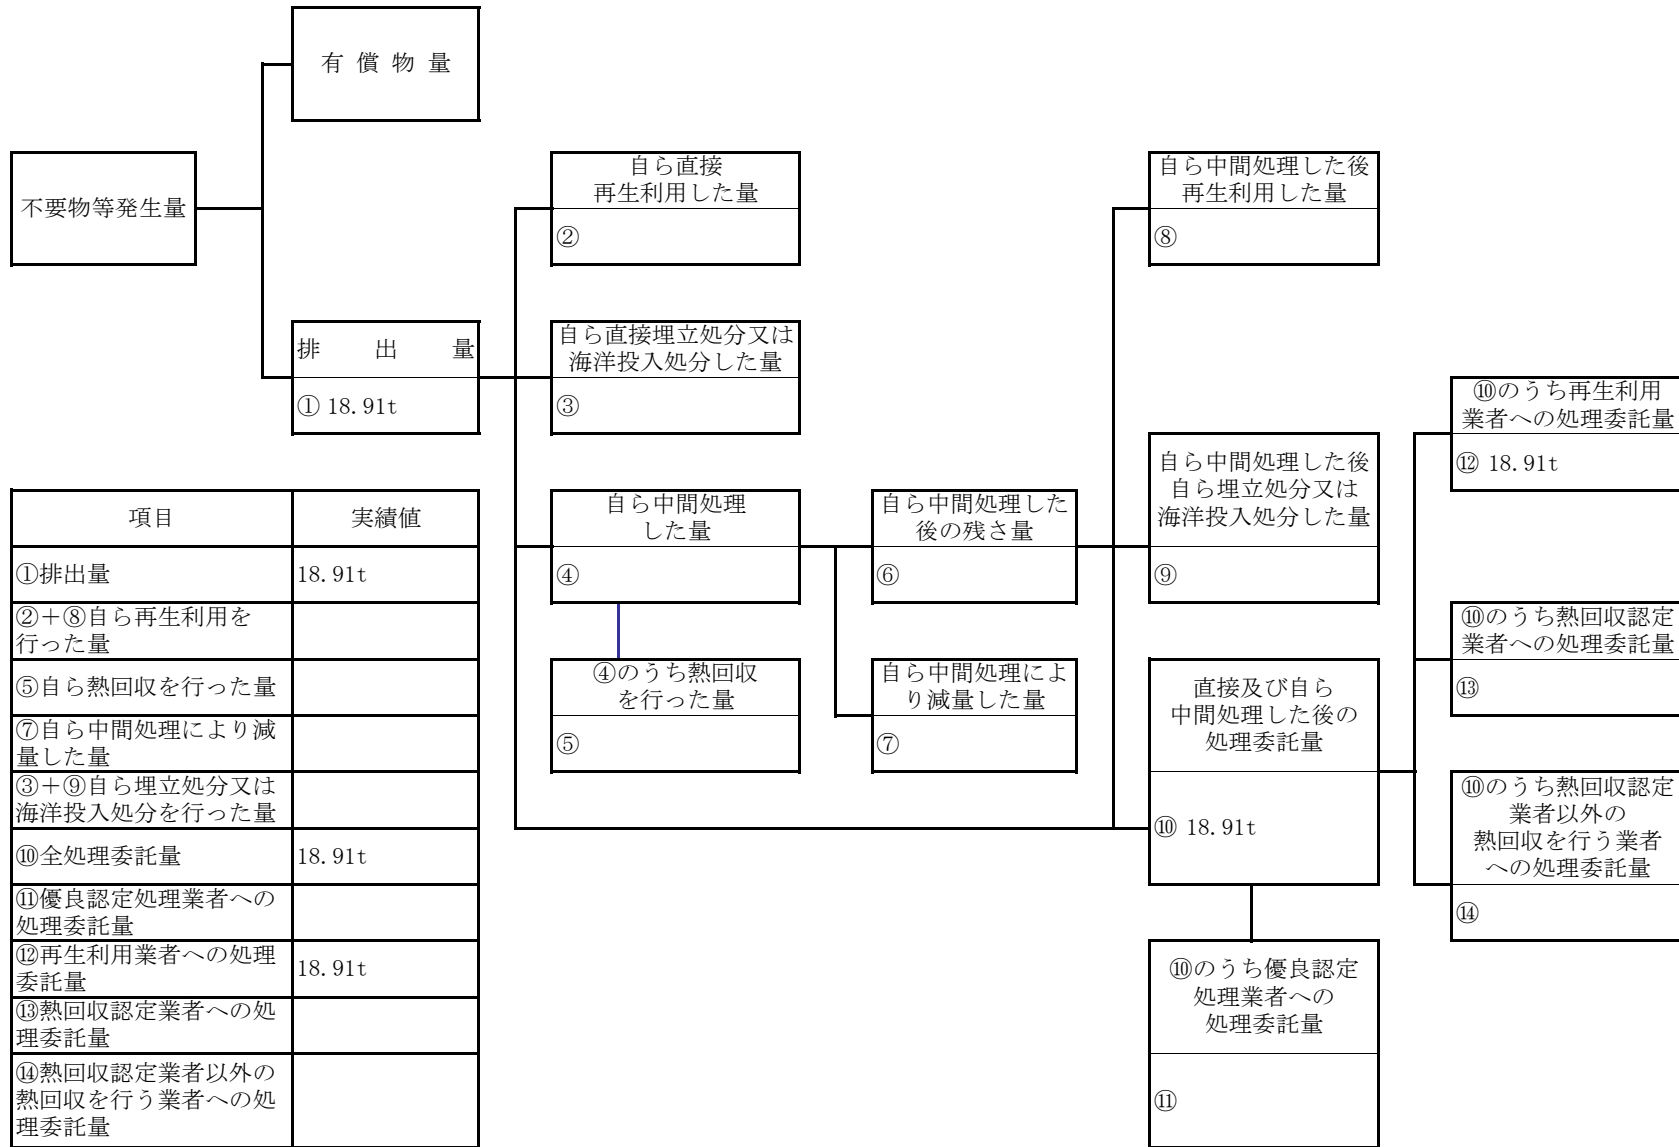 有 償 物 量
不要物等発生量
自ら直接
再生利用した量
②
自ら中間処理した後
再生利用した量
⑧
排 出 量
① 18.91t
自ら直接埋立処分又は
海洋投入処分した量
③
⑩のうち再生利用
業者への処理委託量
⑫ 18.91t
自ら中間処理した後
自ら埋立処分又は
海洋投入処分した量
⑨
自ら中間処理
した量
④
自ら中間処理した
後の残さ量
⑥
⑩のうち熱回収認定
業者への処理委託量
⑬
④のうち熱回収
を行った量
⑤
自ら中間処理によ
り減量した量
⑦
直接及び自ら
中間処理した後の
処理委託量
⑩ 18.91t
⑩のうち熱回収認定
業者以外の
熱回収を行う業者
への処理委託量
⑭
⑩のうち優良認定
処理業者への
処理委託量
⑪
項目 実績値
①排出量 18.91t
②＋⑧自ら再生利用を
行った量
⑤自ら熱回収を行った量
⑦自ら中間処理により減
量した量
③＋⑨自ら埋立処分又は
海洋投入処分を行った量
⑩全処理委託量 18.91t
⑪優良認定処理業者への
処理委託量
⑫再生利用業者への処理
委託量 18.91t
⑬熱回収認定業者への処
理委託量
⑭熱回収認定業者以外の
熱回収を行う業者への処
理委託量